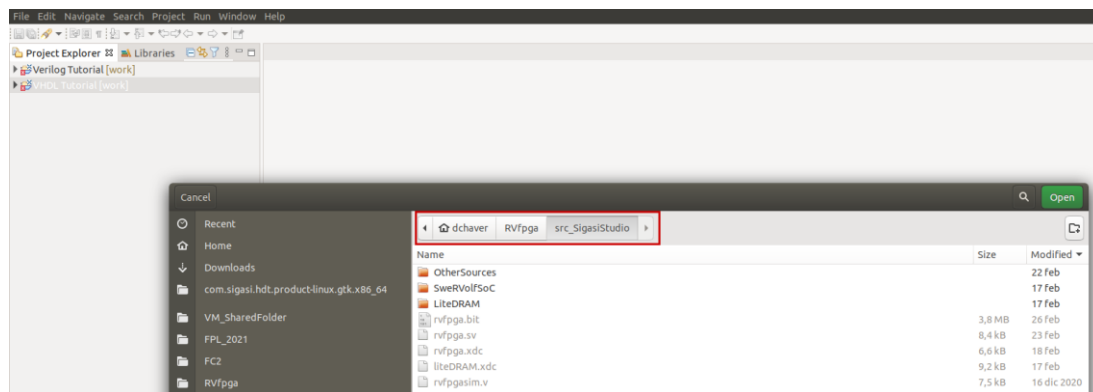 File Edit Navigate Search Project Run Window Help
Project Explorer Libraries
Verilog Tutorial [work]
VHDL Tutorial [work]
Cancel Open
Recent
Home
Downloads
com.sigasi.hdt.product-linux.gtk.x86_64
VM_SharedFolder
FPL_2021
FC2
RVfpga
dchaver RVfpga src_SigasiStudio
Name Size Modified
OtherSources 22 feb
SweRVolfSoC 17 feb
LiteDRAM 17 feb
rvfpga.bit 3,8 MB 26 feb
rvfpga.sv 8,4 kB 23 feb
rvfpga.xdc 6,6 kB 18 feb
liteDRAM.xdc 9,2 kB 17 feb
rvfpgasim.v 7,5 kB 16 dic 2020